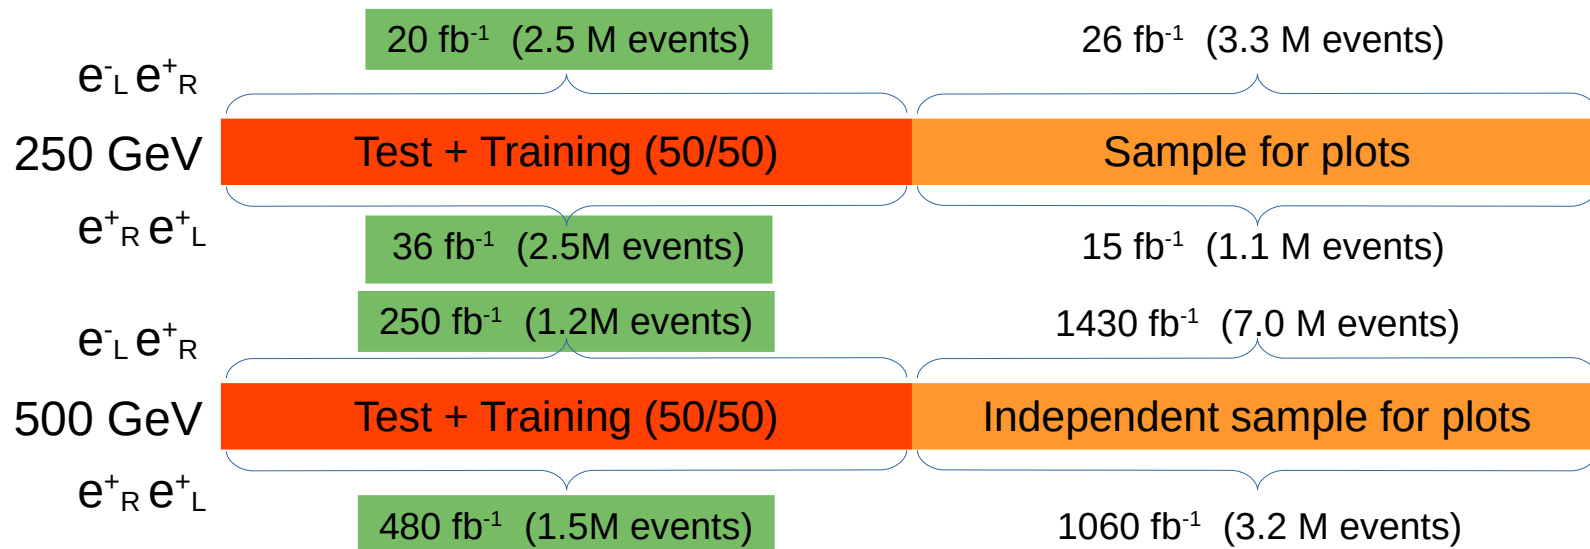 20 fb⁻¹ (2.5 M events) 26 fb⁻¹ (3.3 M events)
e⁻L e⁺R
250 GeV Test + Training (50/50) Sample for plots
e⁺R e⁺L
36 fb⁻¹ (2.5M events) 15 fb⁻¹ (1.1 M events)
250 fb⁻¹ (1.2M events) 1430 fb⁻¹ (7.0 M events)
e⁻L e⁺R
500 GeV Test + Training (50/50) Independent sample for plots
e⁺R e⁺L
480 fb⁻¹ (1.5M events) 1060 fb⁻¹ (3.2 M events)